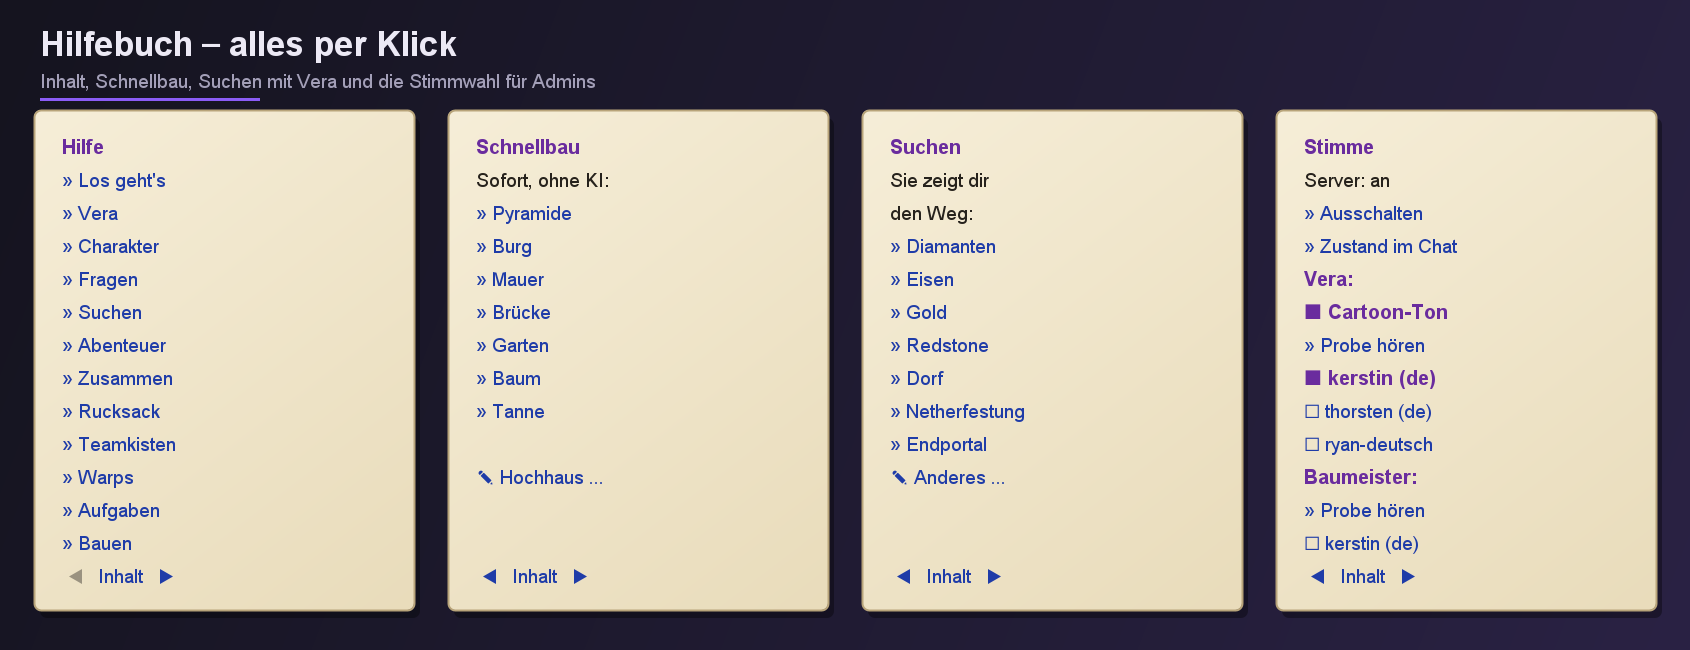 Hilfebuch – alles per Klick
Inhalt, Schnellbau, Suchen mit Vera und die Stimmwahl für Admins
Hilfe
» Los geht's
» Vera
» Charakter
» Fragen
» Suchen
» Abenteuer
» Zusammen
» Rucksack
» Teamkisten
» Warps
» Aufgaben
» Bauen
◀ Inhalt ▶
Schnellbau
Sofort, ohne KI:
» Pyramide
» Burg
» Mauer
» Brücke
» Garten
» Baum
» Tanne
✎ Hochhaus ...
◀ Inhalt ▶
Suchen
Sie zeigt dir
den Weg:
» Diamanten
» Eisen
» Gold
» Redstone
» Dorf
» Netherfestung
» Endportal
✎ Anderes ...
◀ Inhalt ▶
Stimme
Server: an
» Ausschalten
» Zustand im Chat
Vera:
■ Cartoon-Ton
» Probe hören
■ kerstin (de)
☐ thorsten (de)
☐ ryan-deutsch
Baumeister:
» Probe hören
☐ kerstin (de)
◀ Inhalt ▶